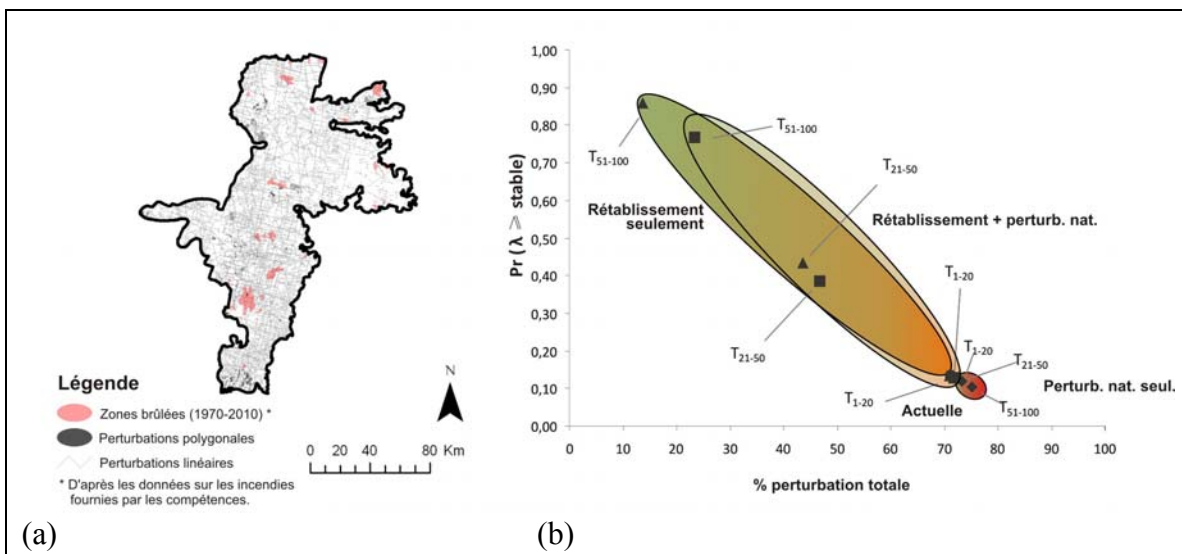 Légende
Zones brûlées (1970-2010) *
Perturbations polygonales
Perturbations linéaires
* D'après les données sur les incendies
fournies par les compétences.
N
0 20 40 80 Km
(a)
1,00
0,90
0,80
0,70
0,60
0,50
0,40
0,30
0,20
0,10
0,00
Pr (λ ⩾ stable)
0 10 20 30 40 50 60 70 80 90 100
% perturbation totale
T51-100
T51-100
T21-50
Rétablissement
seulement
Rétablissement + perturb. nat.
T21-50
T1-20
T1-20
T21-50
T1-20
Actuelle
T51-100
Perturb. nat. seul.
(b)